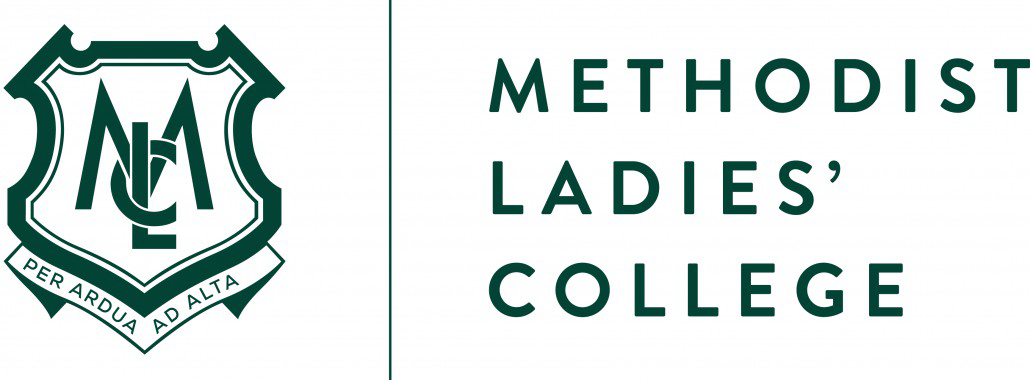 MLC
PER ARDUA AD ALTA
METHODIST
LADIES’
COLLEGE